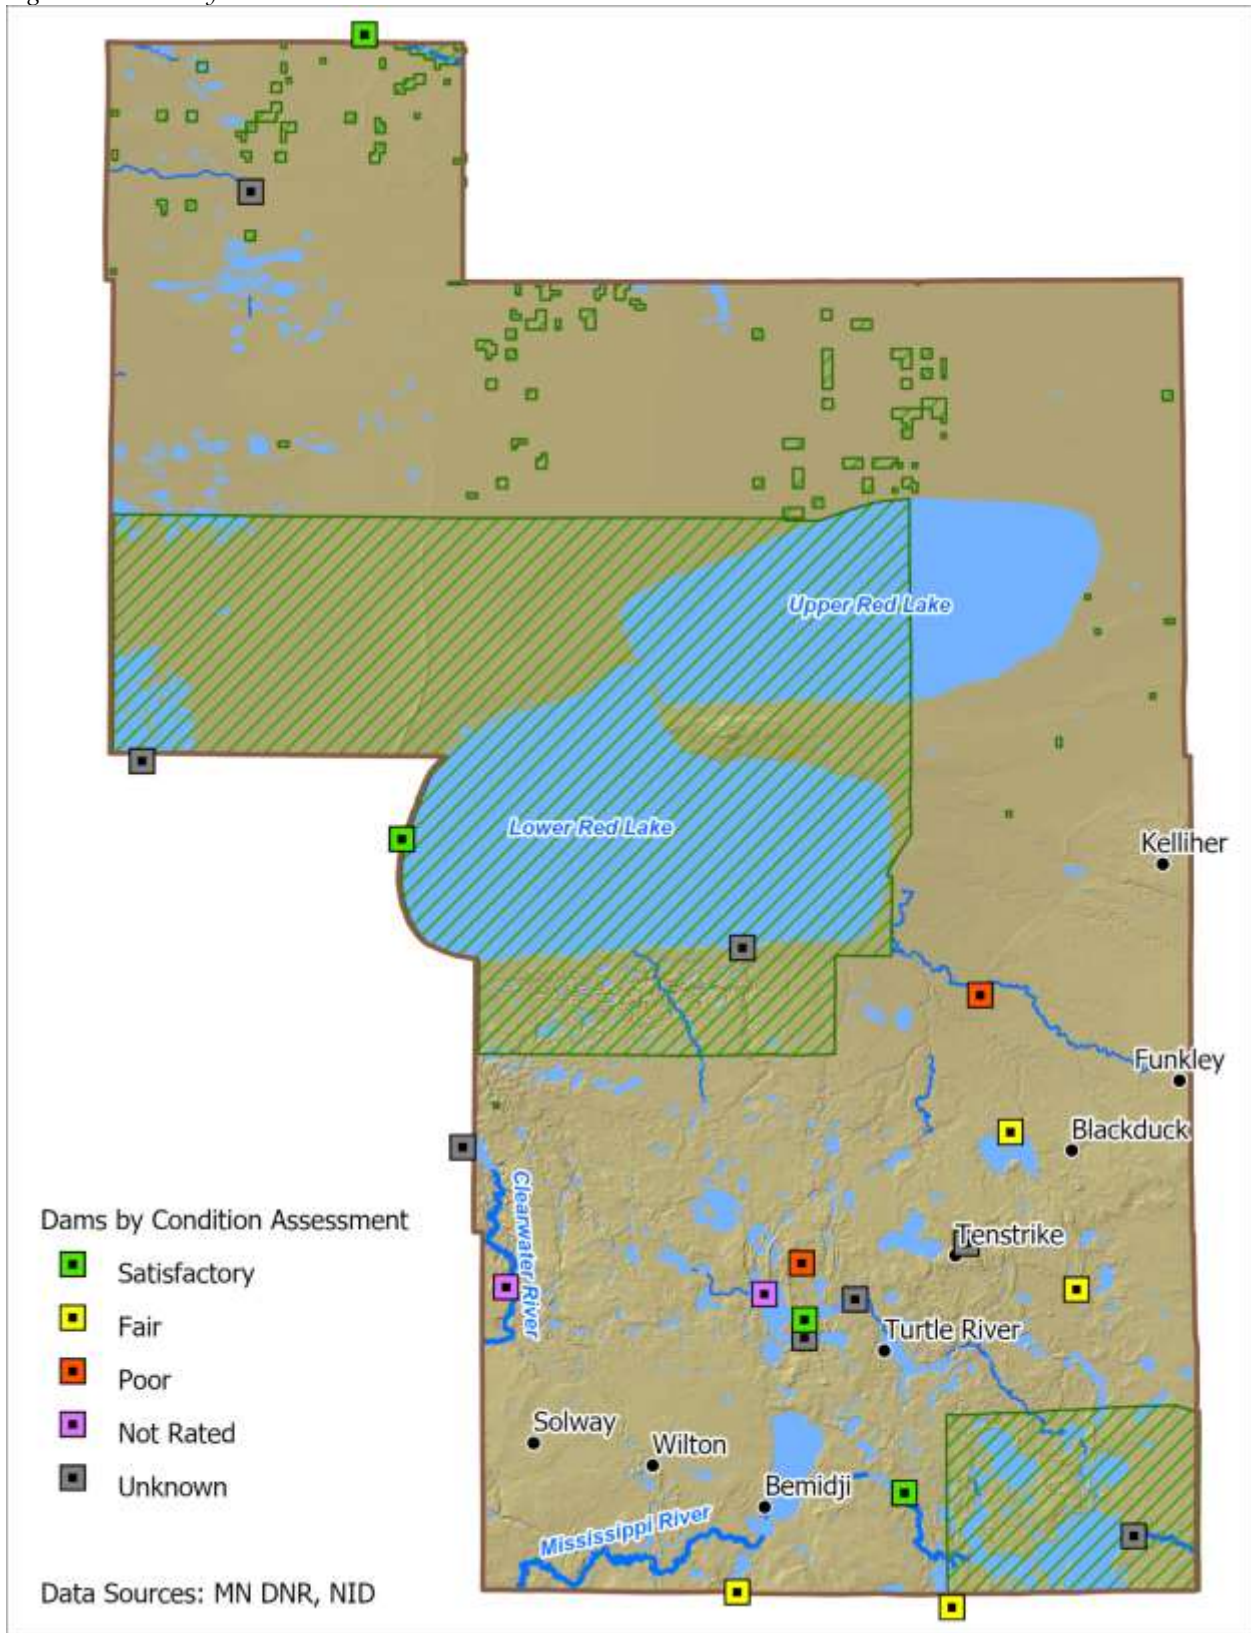 Upper Red Lake
Lower Red Lake
Kelliher
Funkley
Blackduck
Clearwater River
Tenstrike
Turtle River
Solway
Wilton
Bemidji
Mississippi River
Dams by Condition Assessment
Satisfactory
Fair
Poor
Not Rated
Unknown
Data Sources: MN DNR, NID